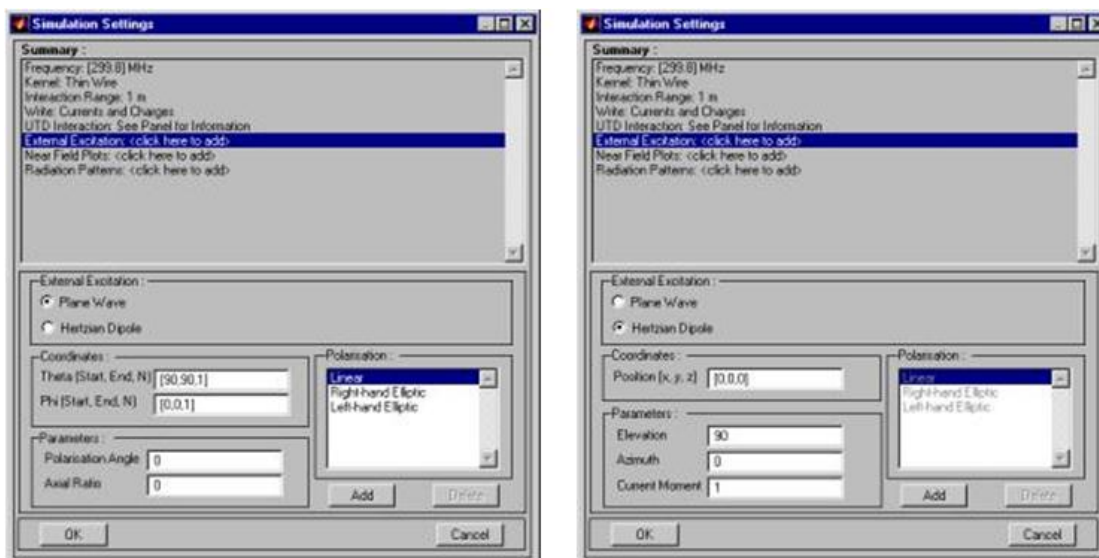 Simulation Settings
Summary :
Frequency: [299.8] MHz
Kernel: Thin Wire
Interaction Range: 1 m
Write: Currents and Charges
UTD Interaction: See Panel for Information
External Excitation: <click here to add>
Near Field Plots: <click here to add>
Radiation Patterns: <click here to add>
External Excitation :
Plane Wave
Hertzian Dipole
Coordinates :
Theta (Start, End, N) [90,90,1]
Phi (Start, End, N) [0,0,1]
Parameters :
Polarisation Angle 0
Axial Ratio 0
Polarisation :
Linear
Right-hand Elliptic
Left-hand Elliptic
Add Delete
OK Cancel
Simulation Settings
Summary :
Frequency: [299.8] MHz
Kernel: Thin Wire
Interaction Range: 1 m
Write: Currents and Charges
UTD Interaction: See Panel for Information
External Excitation: <click here to add>
Near Field Plots: <click here to add>
Radiation Patterns: <click here to add>
External Excitation :
Plane Wave
Hertzian Dipole
Coordinates :
Position (x, y, z) [0,0,0]
Parameters :
Elevation 90
Azimuth 0
Current Moment 1
Polarisation :
Linear
Right-hand Elliptic
Left-hand Elliptic
Add Delete
OK Cancel